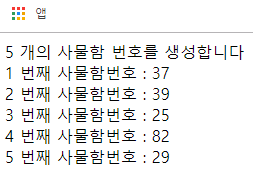 앱
5 개의 사물함 번호를 생성합니다
1 번째 사물함번호 : 37
2 번째 사물함번호 : 39
3 번째 사물함번호 : 25
4 번째 사물함번호 : 82
5 번째 사물함번호 : 29